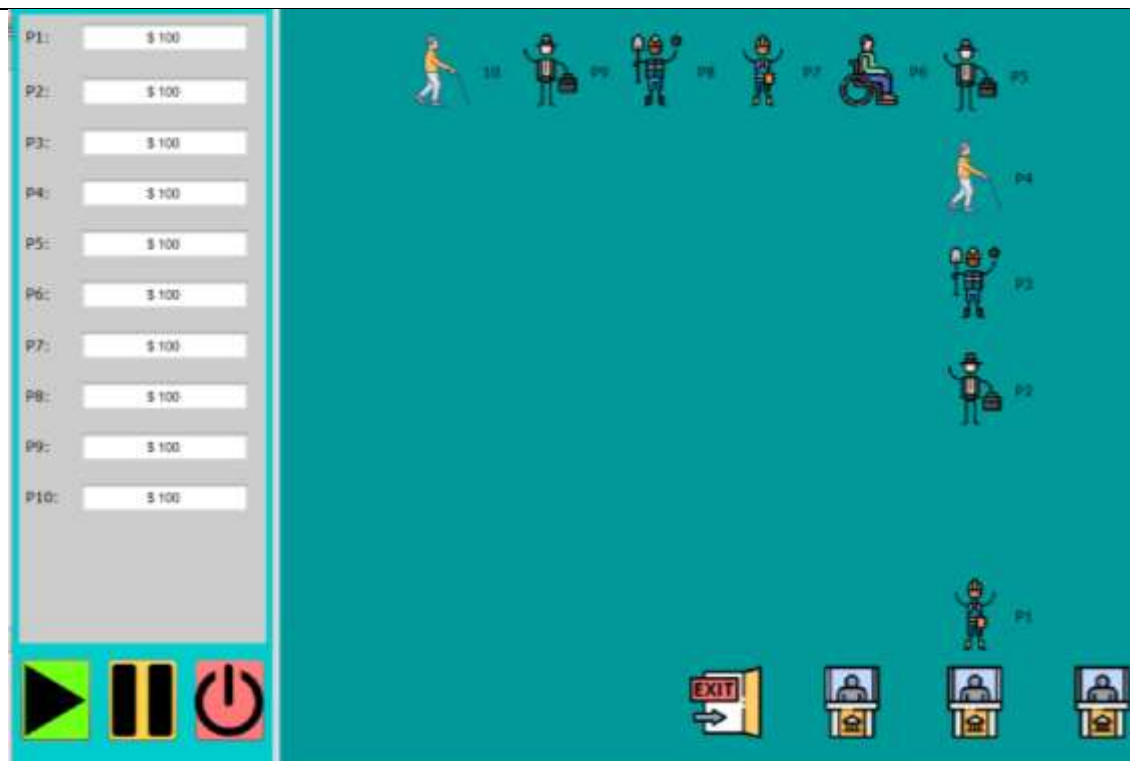 P1: $ 100
P2: $ 100
P3: $ 100
P4: $ 100
P5: $ 100
P6: $ 100
P7: $ 100
P8: $ 100
P9: $ 100
P10: $ 100
10 P9 P8 P7 P6 P5
P4
P3
P2
P1
EXIT